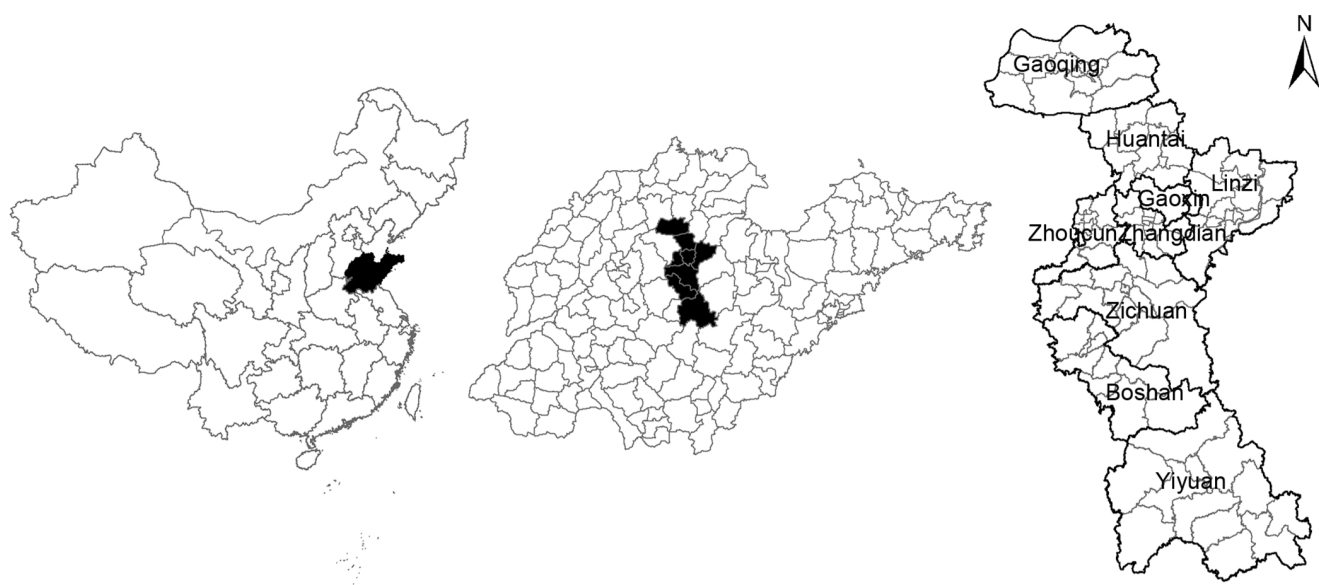 N
Gaoqing
Huantai
Linzi
Gaoxin
Zhoucun
Zhangdian
Zichuan
Boshan
Yiyuan